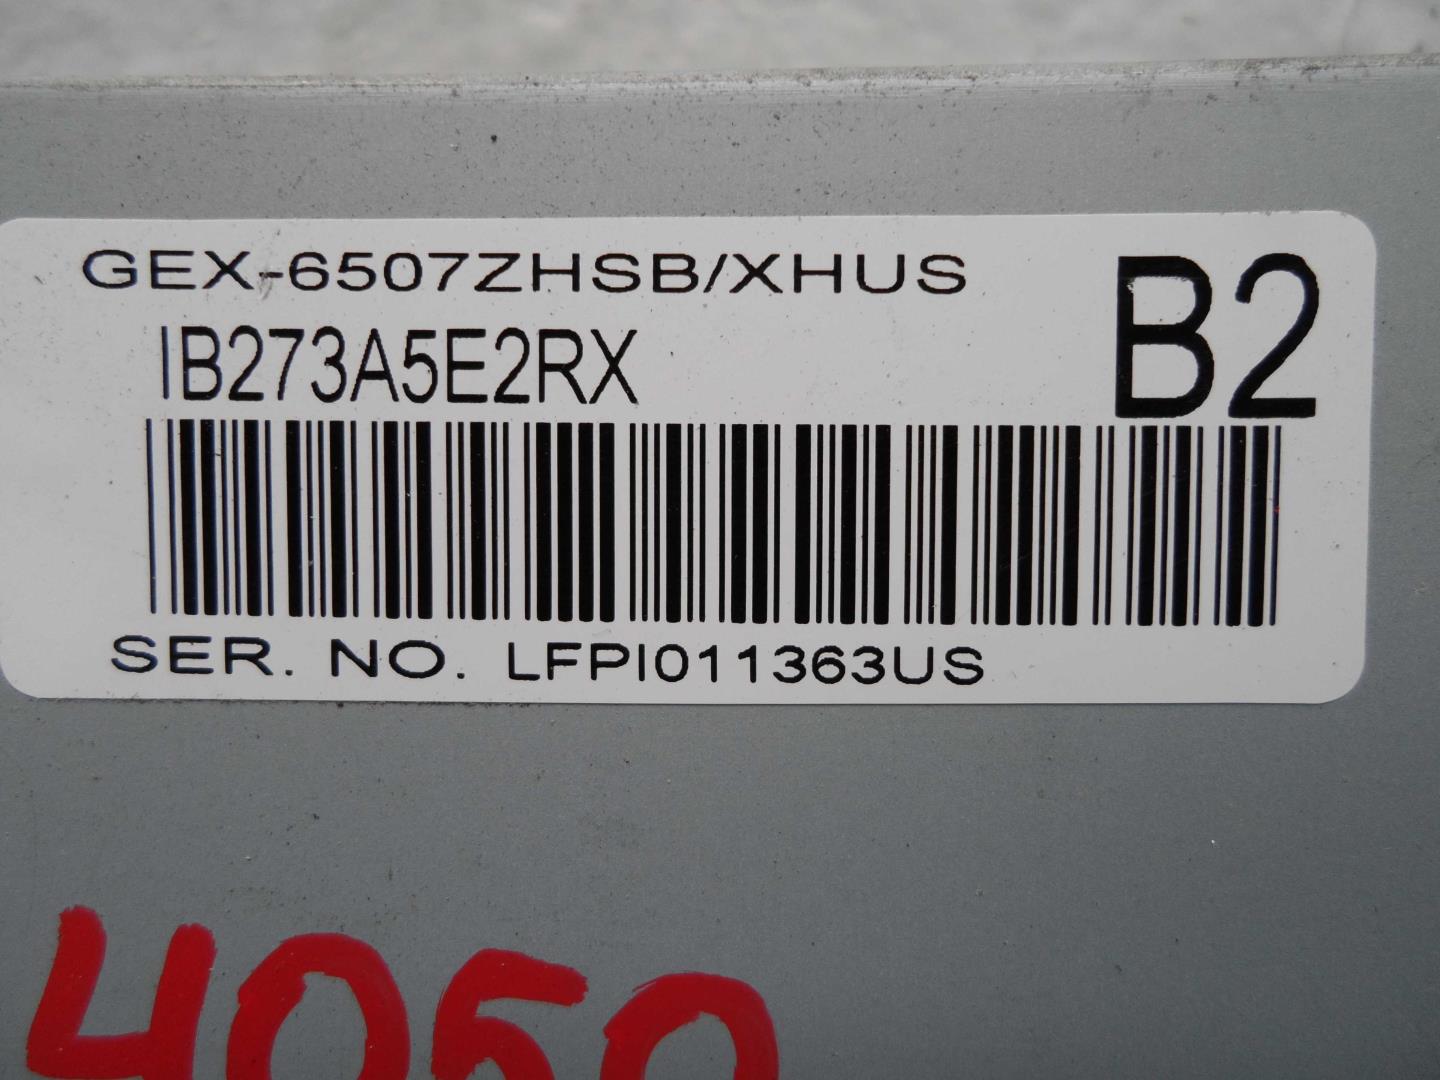 GEX-6507ZHSB/XHUS
B2
IB273A5E2RX
SER. NO. LFPI011363US
4050